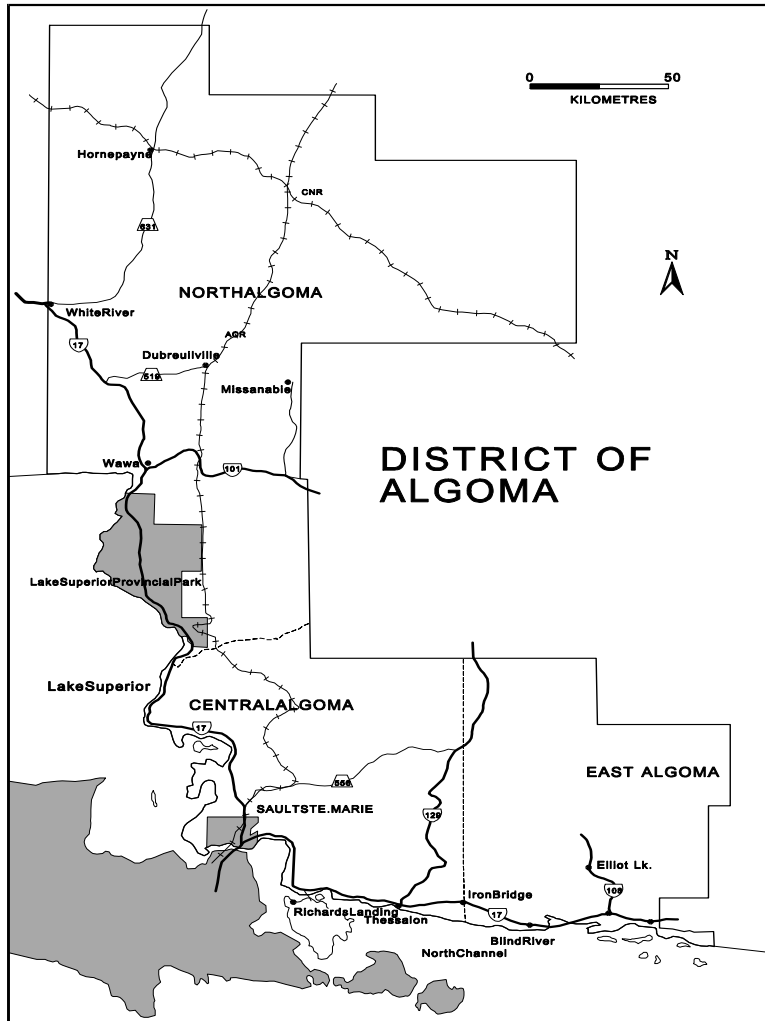 0 50
KILOMETRES
Hornepayne
CNR
N
631
NORTHALGOMA
WhiteRiver
17
AQR
Dubreuilville
519
Missanabie
Wawa
101
DISTRICT OF
ALGOMA
LakeSuperiorProvincialPark
LakeSuperior
CENTRALALGOMA
17
EAST ALGOMA
556
SAULTSTE.MARIE
129
Elliot Lk.
108
IronBridge
RichardsLanding
17
Thessalon
BlindRiver
NorthChannel